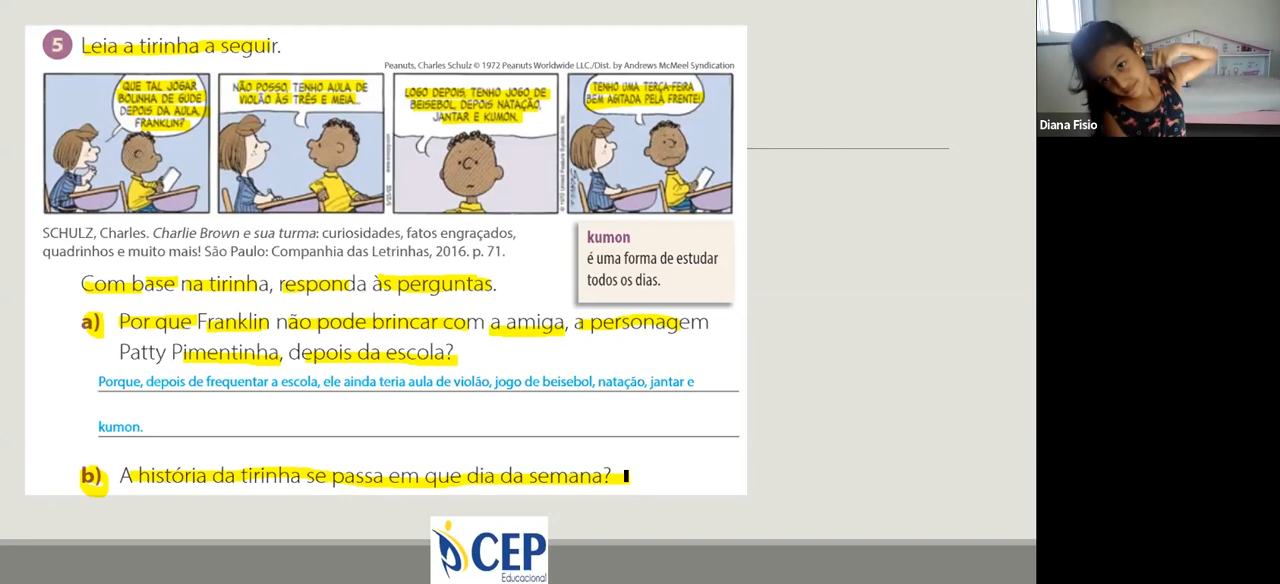 5 Leia a tirinha a seguir.
Peanuts, Charles Schulz © 1972 Peanuts Worldwide LLC./Dist. by Andrews McMeel Syndication
QUE TAL JOGAR
BOLINHA DE GUDE
DEPOIS DA AULA,
FRANKLIN?
NÃO POSSO, TENHO AULA DE
VIOLÃO ÀS TRÊS E MEIA...
LOGO DEPOIS, TENHO JOGO DE
BEISEBOL, DEPOIS NATAÇÃO,
JANTAR E KUMON.
TENHO UMA TERÇA-FEIRA
BEM AGITADA PELA FRENTE!
SCHULZ, Charles. Charlie Brown e sua turma: curiosidades, fatos engraçados,
quadrinhos e muito mais! São Paulo: Companhia das Letrinhas, 2016. p. 71.
kumon
é uma forma de estudar
todos os dias.
Com base na tirinha, responda às perguntas.
a) Por que Franklin não pode brincar com a amiga, a personagem
Patty Pimentinha, depois da escola?
Porque, depois de frequentar a escola, ele ainda teria aula de violão, jogo de beisebol, natação, jantar e
kumon.
b) A história da tirinha se passa em que dia da semana?
CEP
Educacional
Diana Fisio